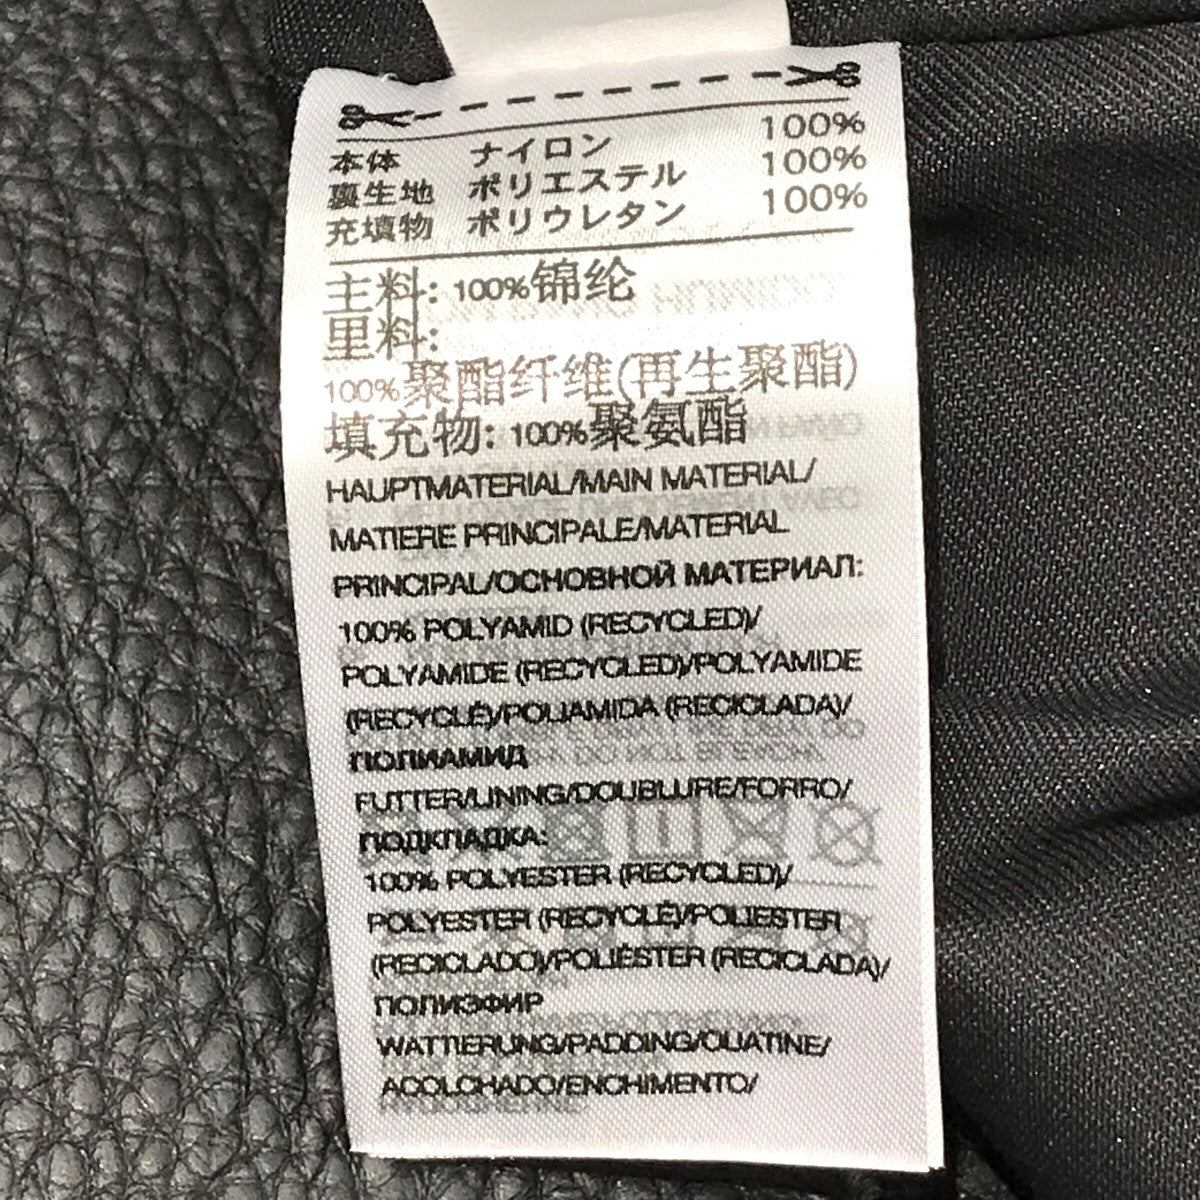 本体 ナイロン 100%
裏生地 ポリエステル 100%
充填物 ポリウレタン 100%
主料: 100%锦纶
里料:
100%聚酯纤维(再生聚酯)
填充物: 100%聚氨酯
HAUPTMATERIAL/MAIN MATERIAL/
MATIERE PRINCIPALE/MATERIAL
PRINCIPAL/ОСНОВНОЙ МАТЕРИАЛ:
100% POLYAMID (RECYCLED)/
POLYAMIDE (RECYCLED)/POLYAMIDE
(RECYCLÉ)/POLIAMIDA (RECICLADA)/
ПОЛИАМИД
FUTTER/LINING/DOUBLURE/FORRO/
ПОДКЛАДКА:
100% POLYESTER (RECYCLED)/
POLYESTER (RECYCLÉ)/POLIESTER
(RECICLADO)/POLIÉSTER (RECICLADA)/
ПОЛИЭФИР
WATTIERUNG/PADDING/OUATINE/
ACOLCHADO/ENCHIMENTO/